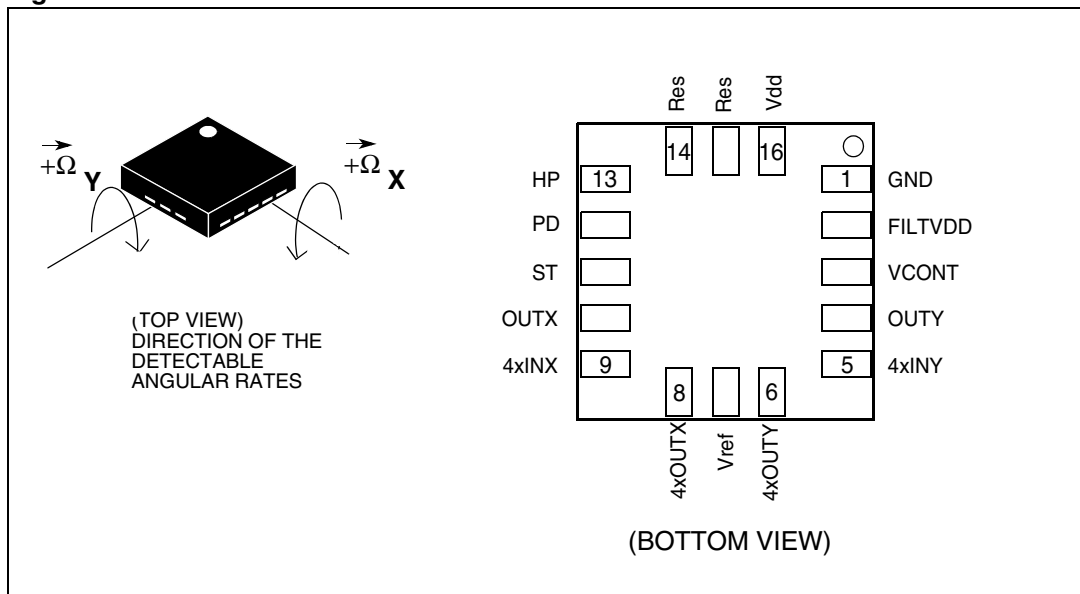 +Ω Y
+Ω X
(TOP VIEW)
DIRECTION OF THE
DETECTABLE
ANGULAR RATES
Res
Res
Vdd
14
16
HP
13
1
GND
PD
FILTVDD
ST
VCONT
OUTX
OUTY
4xINX
9
5
4xINY
8
6
4xOUTX
Vref
4xOUTY
(BOTTOM VIEW)